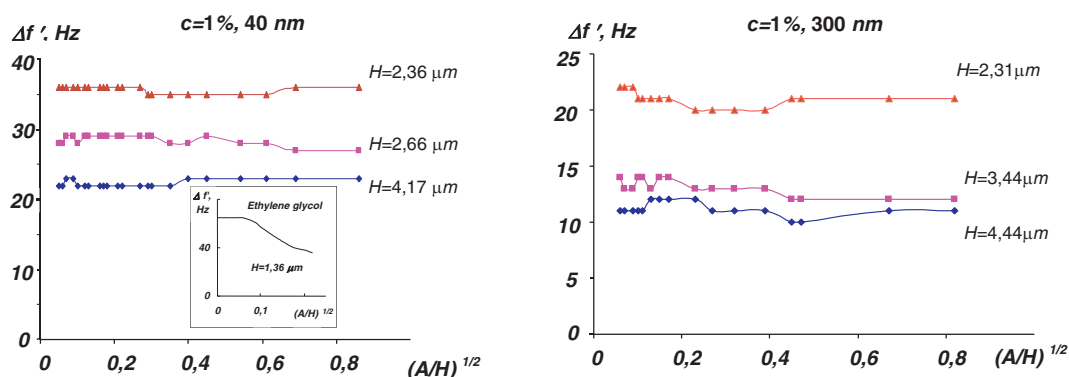 c=1%, 40 nm
Δf ', Hz
40
30
20
10
0
0
0,2
0,4
0,6
0,8
(A/H) 1/2
H=2,36 μm
H=2,66 μm
H=4,17 μm
Δ f', Hz
Ethylene glycol
40
0
H=1,36 μm
0
0,1
(A/H) 1/2
c=1%, 300 nm
Δf ', Hz
25
20
15
10
5
0
0
0,2
0,4
0,6
0,8
(A/H) 1/2
H=2,31μm
H=3,44μm
H=4,44μm